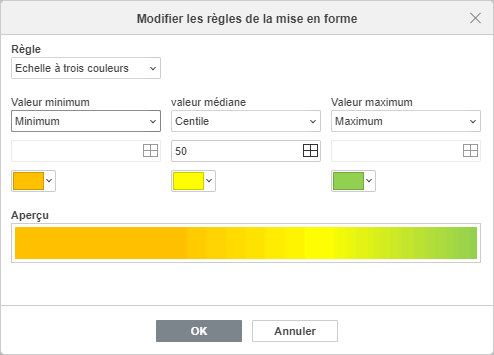 Modifier les règles de la mise en forme
Règle
Echelle à trois couleurs
Valeur minimum valeur médiane Valeur maximum
Minimum Centile Maximum
50
Aperçu
OK Annuler